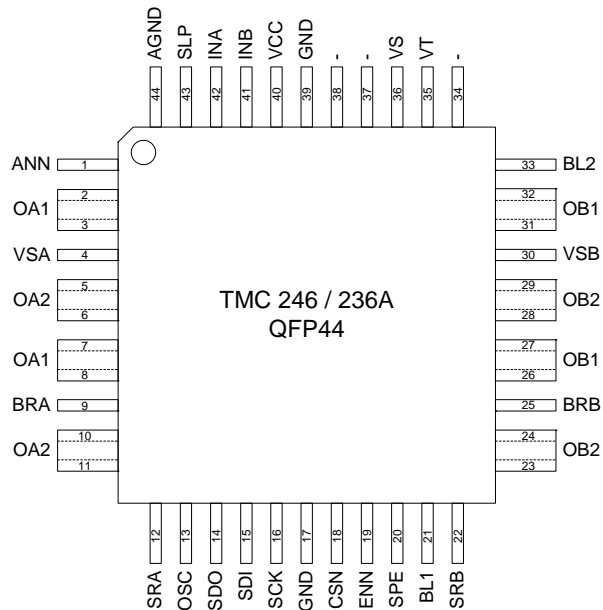 AGND SLP INA INB VCC GND - - VS VT -
44 43 42 41 40 39 38 37 36 35 34
ANN 1
OA1 2
3
VSA 4
OA2 5
6
OA1 7
8
BRA 9
OA2 10
11
TMC 246 / 236A
QFP44
33 BL2
32 OB1
31
30 VSB
29 OB2
28
27 OB1
26
25 BRB
24 OB2
23
12 13 14 15 16 17 18 19 20 21 22
SRA OSC SDO SDI SCK GND CSN ENN SPE BL1 SRB